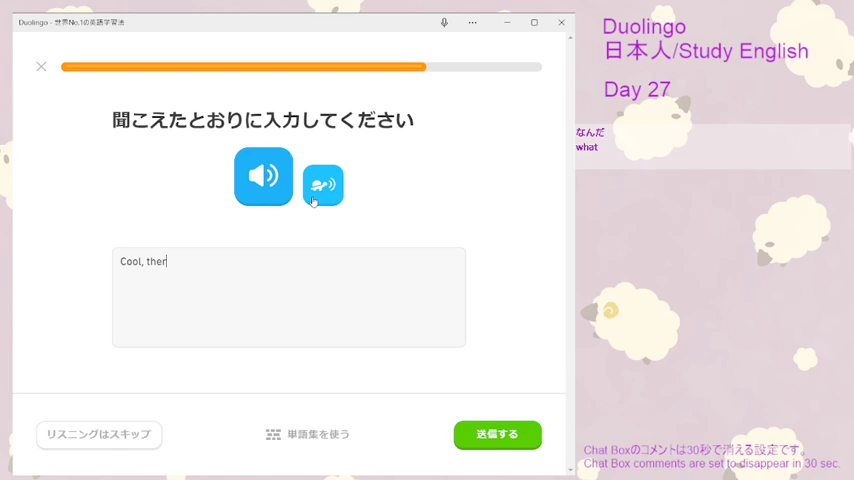 Duolingo - 世界No.1の英語学習法
聞こえたとおりに入力してください
Cool, ther
リスニングはスキップ
単語集を使う
送信する
Duolingo
日本人/Study English
Day 27
なんだ
what
Chat Boxのコメントは30秒で消える設定です
Chat Box comments are set to disappear in 30 sec.